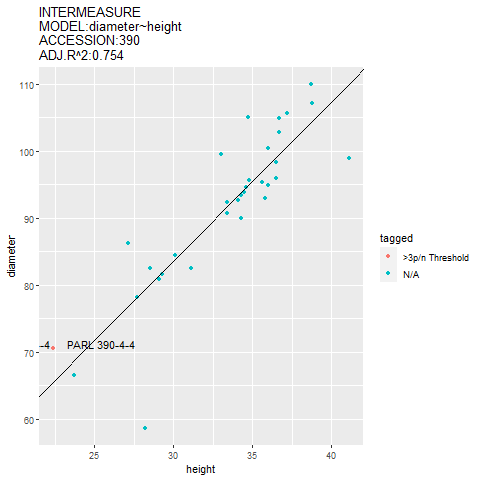 INTERMEASURE
MODEL:diameter~height
ACCESSION:390
ADJ.R^2:0.754
110
100
90
80
70
60
diameter
-4 PARL 390-4-4
25 30 35 40
height
tagged
>3p/n Threshold
N/A